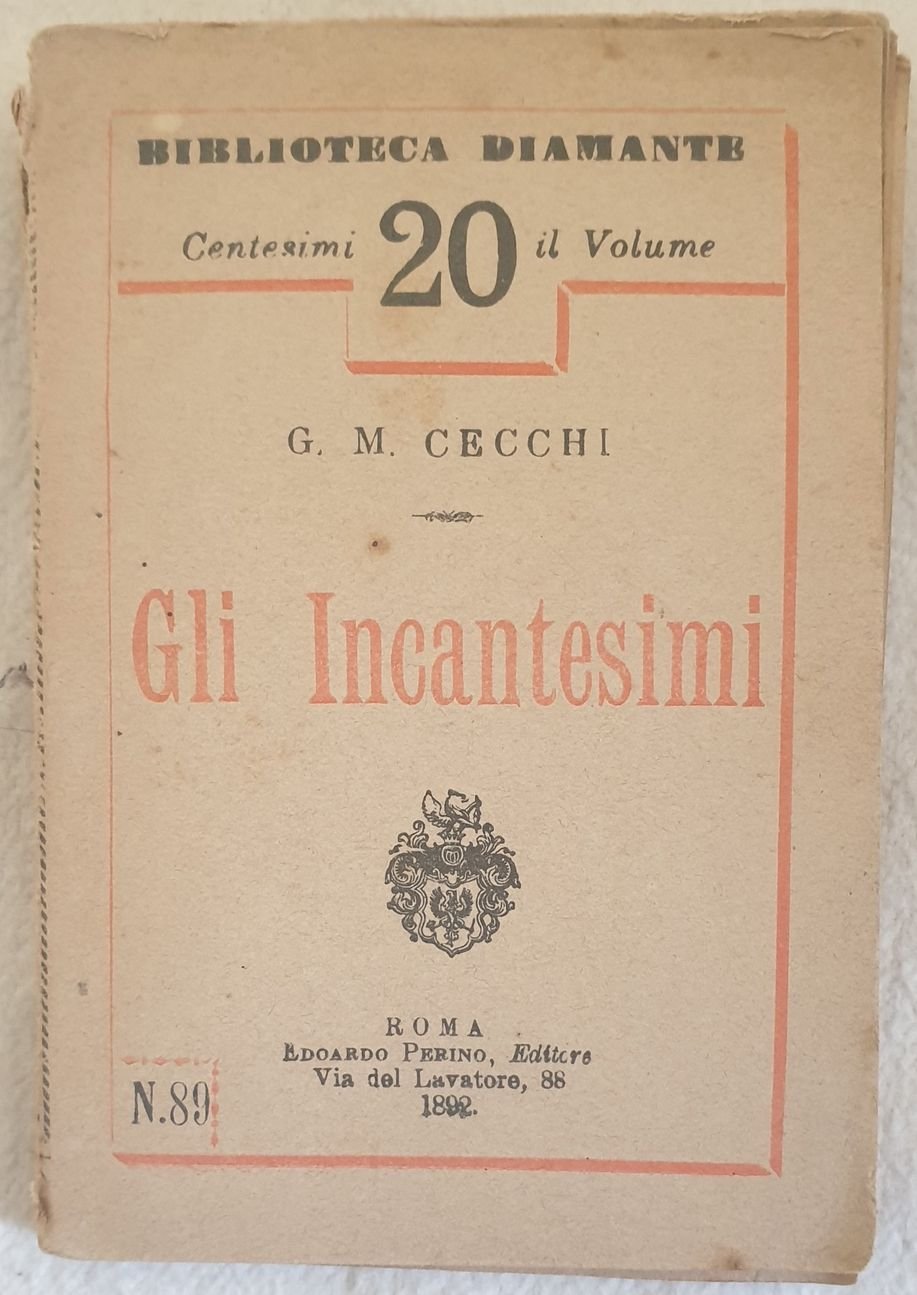 BIBLIOTECA DIAMANTE
Centesimi 20 il Volume
G. M. CECCHI
Gli Incantesimi
ROMA
EDOARDO PERINO, Editore
Via del Lavatore, 88
1892.
N.89